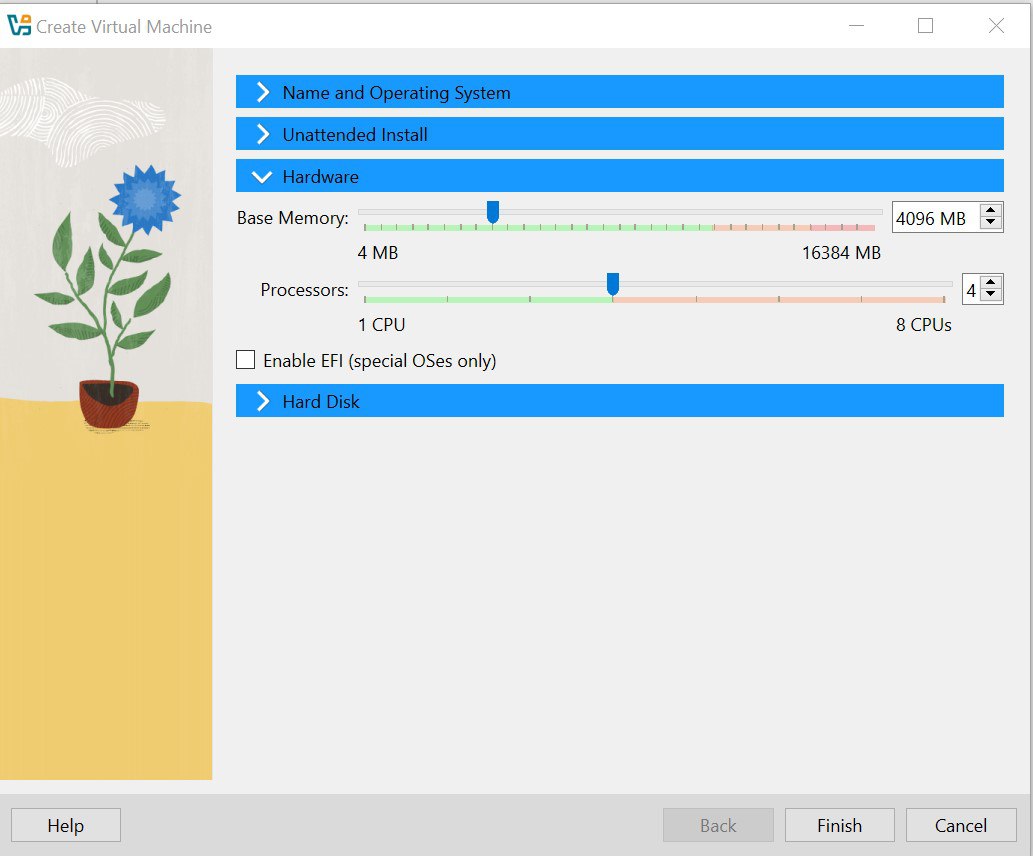 Create Virtual Machine
Name and Operating System
Unattended Install
Hardware
Base Memory: 4096 MB
4 MB 16384 MB
Processors: 4
1 CPU 8 CPUs
Enable EFI (special OSes only)
Hard Disk
Help Back Finish Cancel